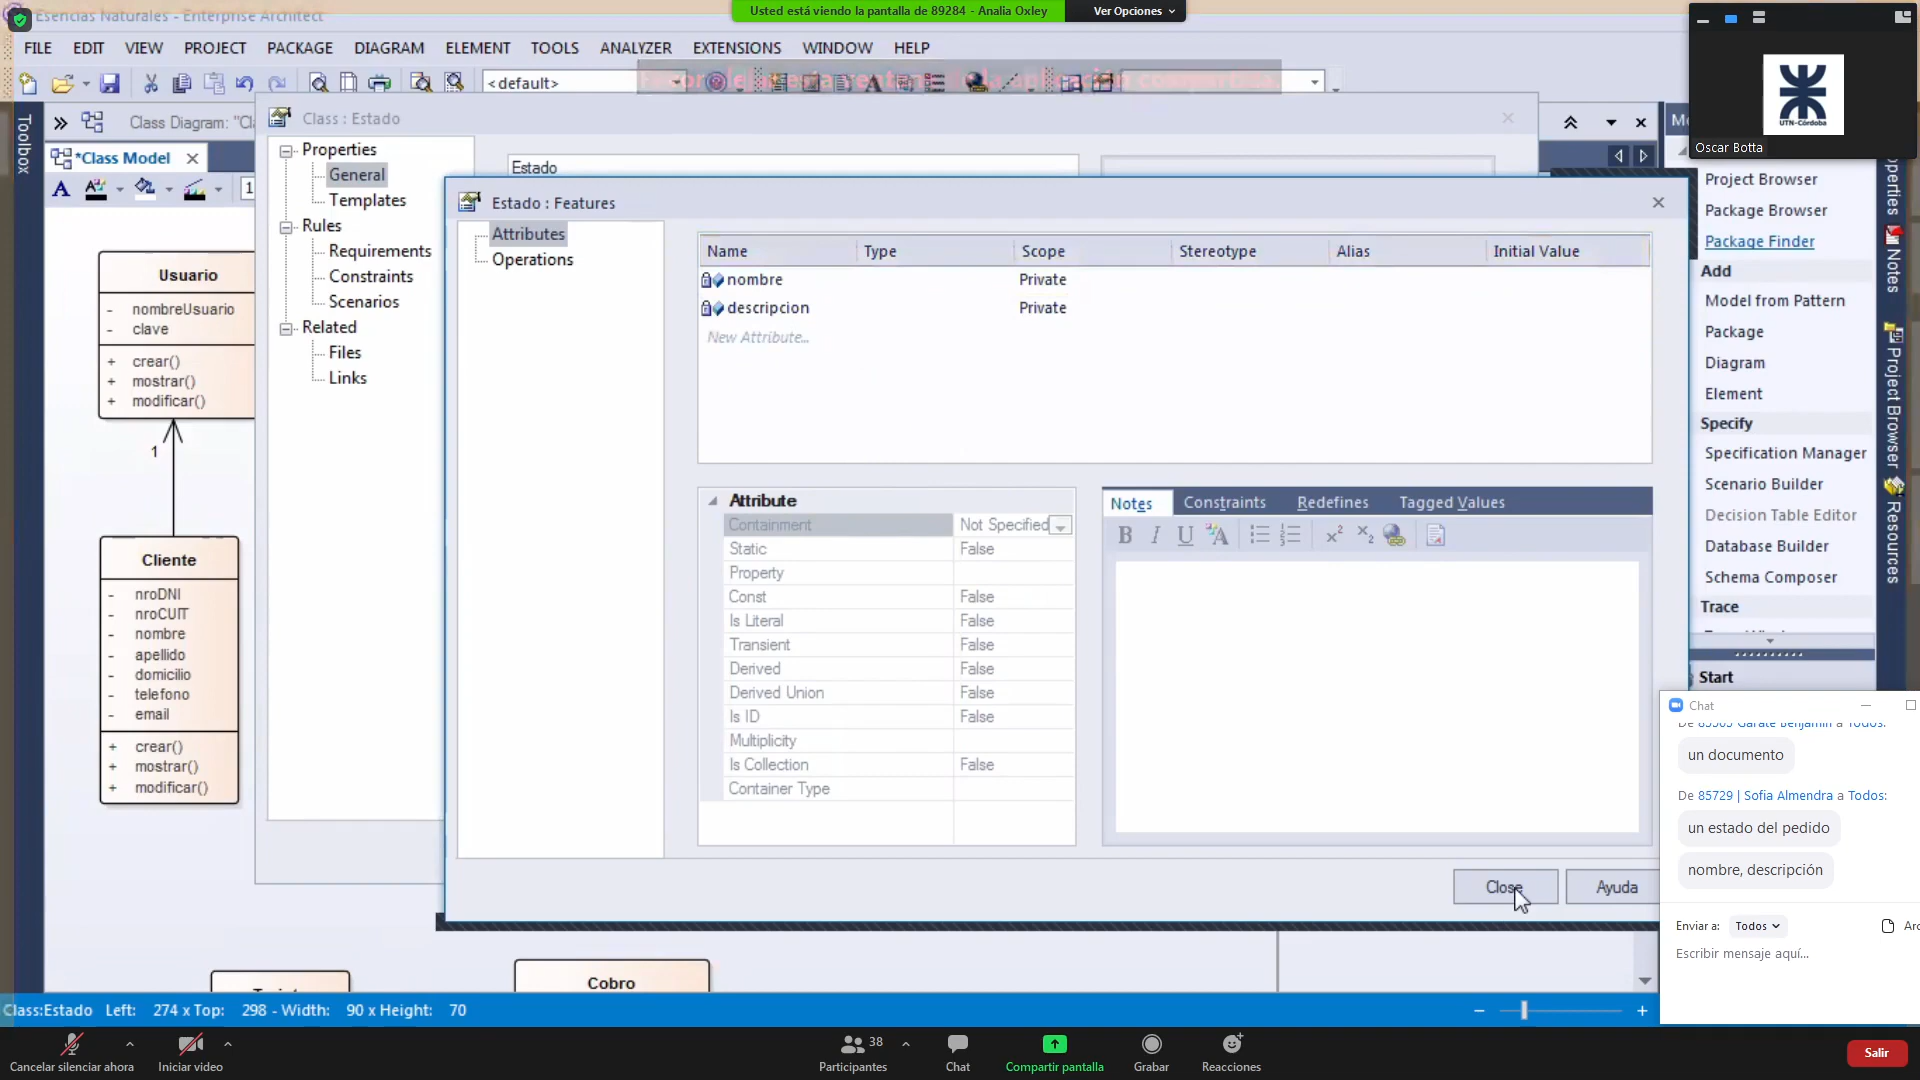 Esencias Naturales - Enterprise Architect
Usted está viendo la pantalla de 89284 - Analia Oxley
Ver Opciones
FILE EDIT VIEW PROJECT PACKAGE DIAGRAM ELEMENT TOOLS ANALYZER EXTENSIONS WINDOW HELP
<default>
Toolbox
Class Diagram:
*Class Model
Class : Estado
Properties
General
Templates
Rules
Requirements
Constraints
Scenarios
Related
Files
Links
Estado
Estado : Features
Attributes
Operations
Name Type Scope Stereotype Alias Initial Value
nombre Private
descripcion Private
New Attribute...
Attribute
Containment Not Specified
Static False
Property
Const False
Is Literal False
Transient False
Derived False
Derived Union False
Is ID False
Multiplicity
Is Collection False
Container Type
Notes Constraints Redefines Tagged Values
Close Ayuda
Usuario
- nombreUsuario
- clave
+ crear()
+ mostrar()
+ modificar()
1
Cliente
- nroDNI
- nroCUIT
- nombre
- apellido
- domicilio
- telefono
- email
+ crear()
+ mostrar()
+ modificar()
Cobro
Class:Estado Left: 274 x Top: 298 - Width: 90 x Height: 70
UTN-Córdoba
Oscar Botta
Project Browser
Package Browser
Package Finder
Add
Model from Pattern
Package
Diagram
Element
Specify
Specification Manager
Scenario Builder
Decision Table Editor
Database Builder
Schema Composer
Trace
Start
Notes
Project Browser
Resources
Chat
un documento
De 85729 | Sofia Almendra a Todos:
un estado del pedido
nombre, descripción
Enviar a: Todos
Escribir mensaje aquí...
Cancelar silenciar ahora
Iniciar video
38
Participantes
Chat
Compartir pantalla
Grabar
Reacciones
Salir